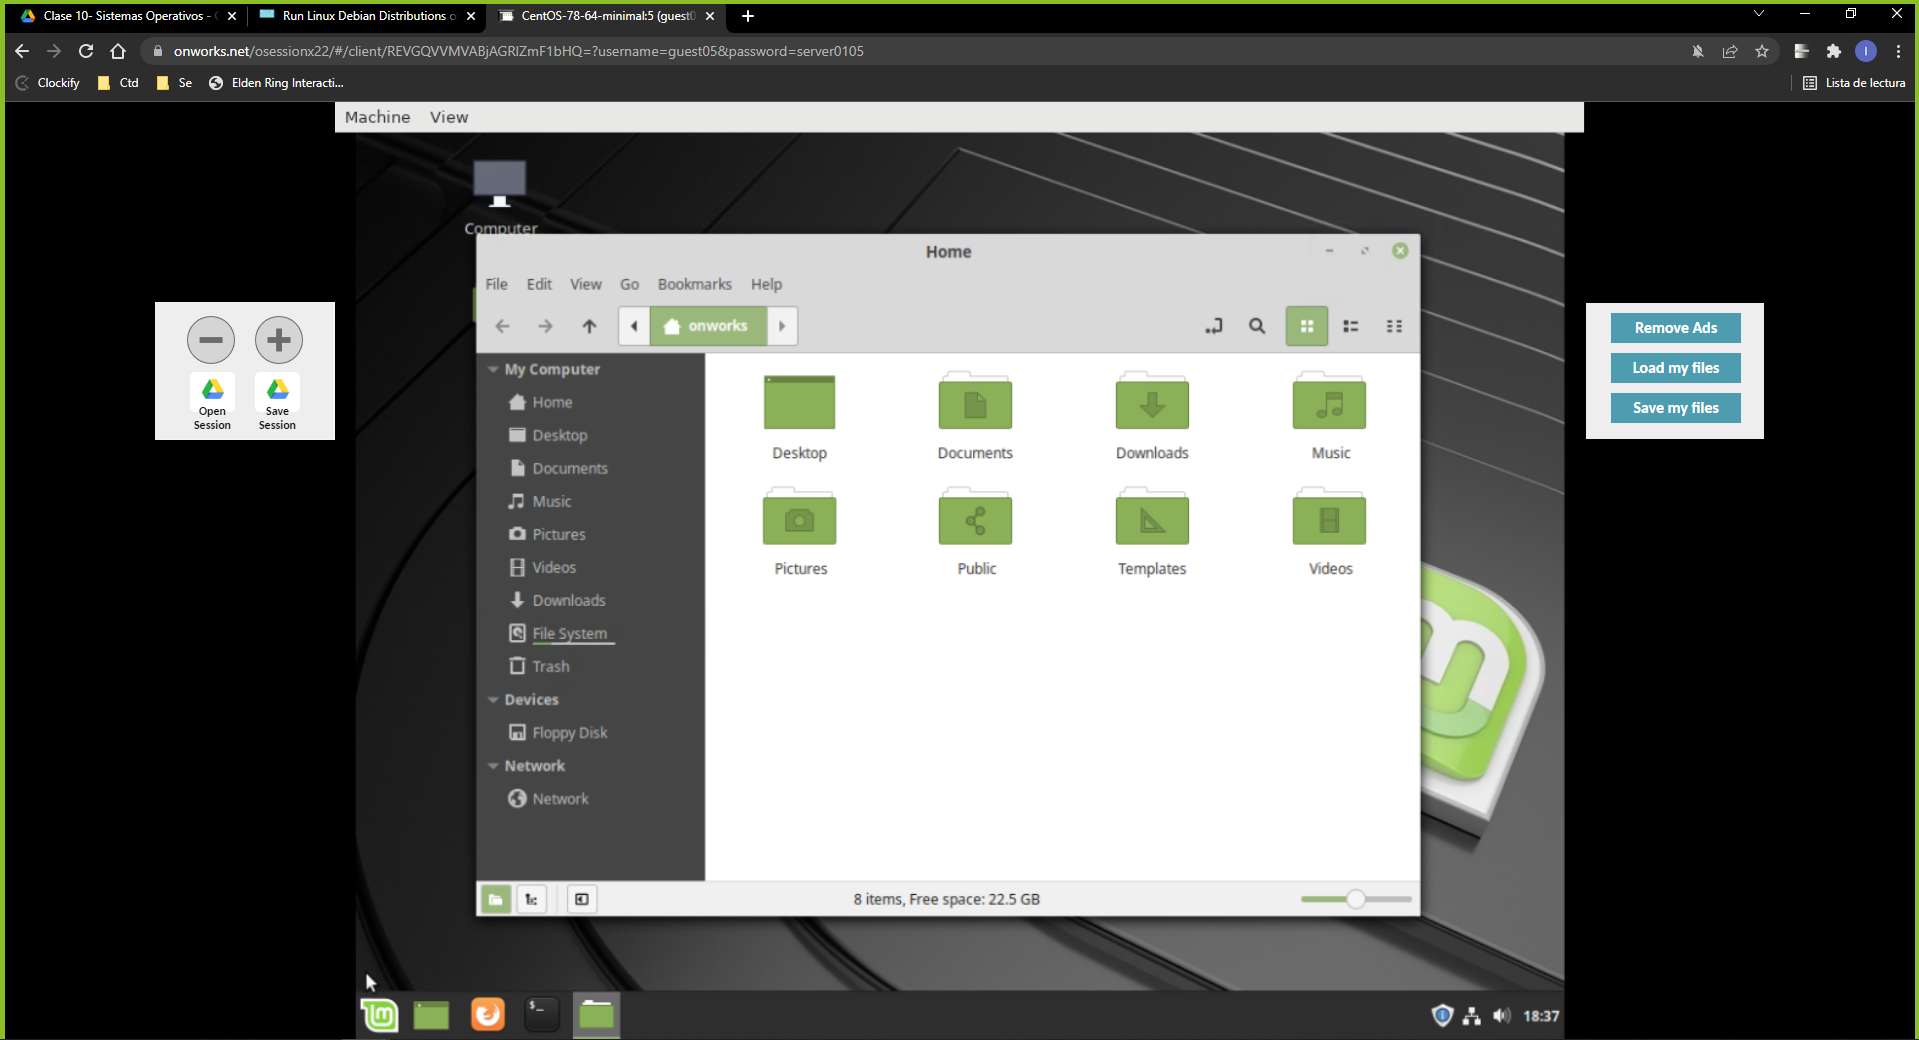 Clase 10- Sistemas Operativos -
Run Linux Debian Distributions o
CentOS-78-64-minimal:5 (guest0
onworks.net/osessionx22/#/client/REVGQVVMVABjAGRlZmF1bHQ=?username=guest05&password=server0105
I
Clockify
Ctd
Se
Elden Ring Interacti...
Lista de lectura
Machine View
Computer
Home
File Edit View Go Bookmarks Help
onworks
My Computer
Home
Desktop
Documents
Music
Pictures
Videos
Downloads
File System
Trash
Devices
Floppy Disk
Network
Network
Desktop
Documents
Downloads
Music
Pictures
Public
Templates
Videos
8 items, Free space: 22.5 GB
Open Session
Save Session
Remove Ads
Load my files
Save my files
$_
18:37